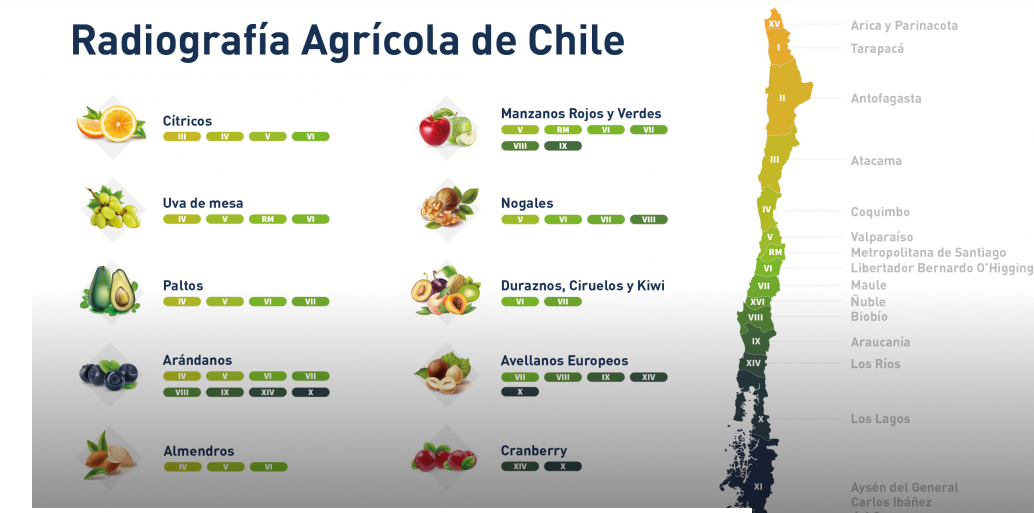 Radiografía Agrícola de Chile
Cítricos
III IV V VI
Uva de mesa
IV V RM VI
Paltos
IV V VI VII
Arándanos
IV V VI VII
VIII IX XIV X
Almendros
IV V VI
Manzanos Rojos y Verdes
V RM VI VII
VIII IX
Nogales
V VI VII VIII
Duraznos, Ciruelos y Kiwi
VI VII
Avellanos Europeos
VII VIII IX XIV
X
Cranberry
XIV X
XV Arica y Parinacota
I Tarapacá
II Antofagasta
III Atacama
IV Coquimbo
V Valparaíso
RM Metropolitana de Santiago
VI Libertador Bernardo O'Higging
VII Maule
XVI Ñuble
VIII Biobío
IX Araucanía
XIV Los Ríos
X Los Lagos
XI Aysén del General
Carlos Ibáñez